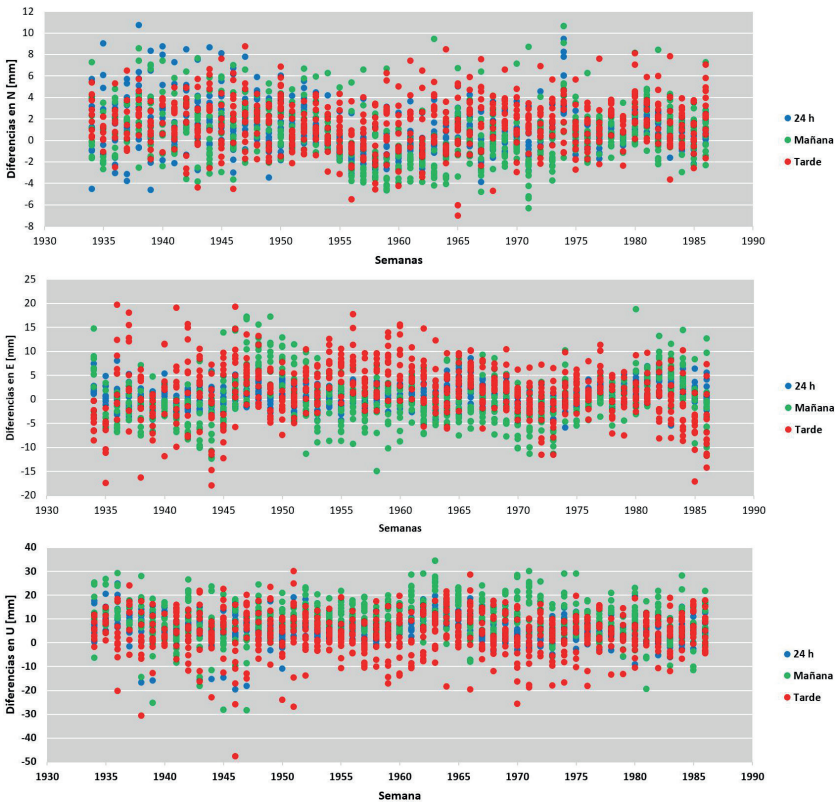 12
10
8
6
4
2
0
-2
-4
-6
-8
Diferencias en N [mm]
1930 1935 1940 1945 1950 1955 1960 1965 1970 1975 1980 1985 1990
Semanas
24 h
Mañana
Tarde
25
20
15
10
5
0
-5
-10
-15
-20
Diferencias en E [mm]
1930 1935 1940 1945 1950 1955 1960 1965 1970 1975 1980 1985 1990
Semanas
24 h
Mañana
Tarde
40
30
20
10
0
-10
-20
-30
-40
-50
Diferencias en U [mm]
1930 1935 1940 1945 1950 1955 1960 1965 1970 1975 1980 1985 1990
Semana
24 h
Mañana
Tarde